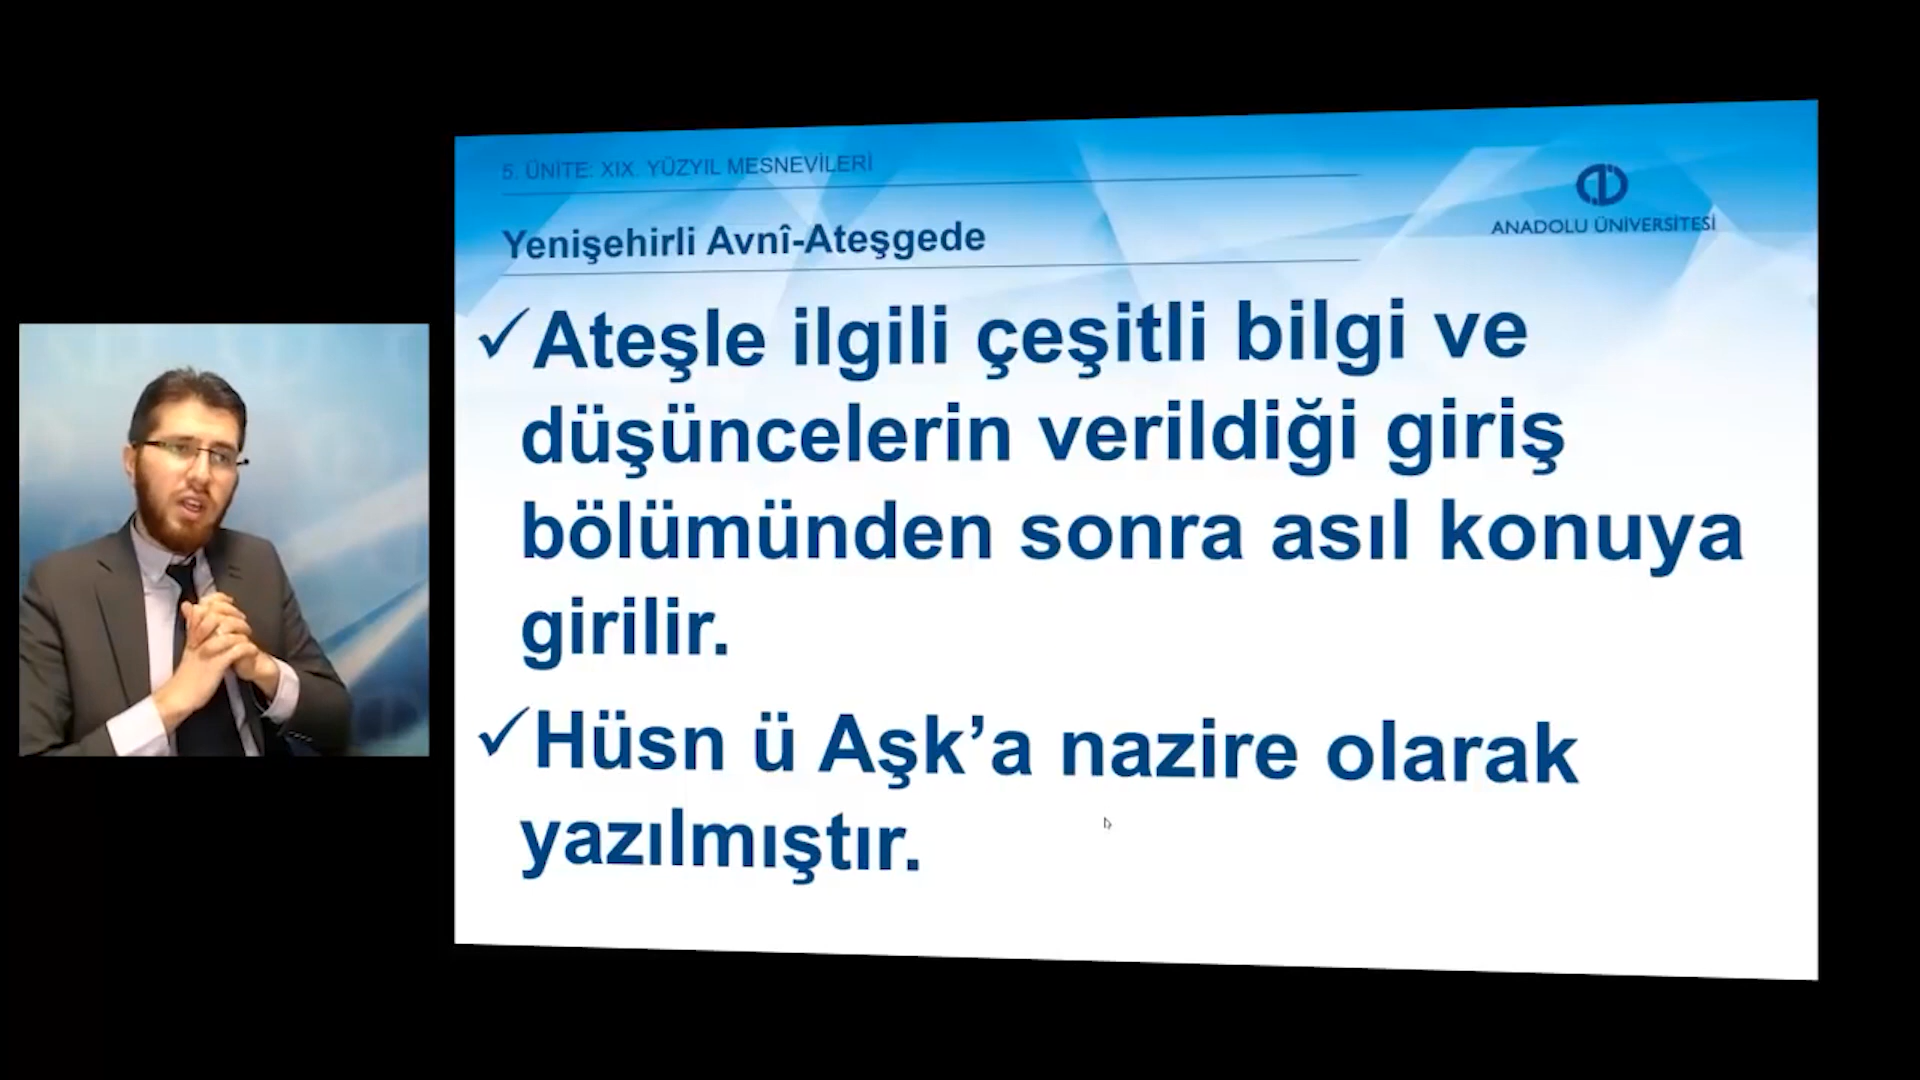 5. ÜNİTE: XIX. YÜZYIL MESNEVİLERİ
Yenişehirli Avnî-Ateşgede
ANADOLU ÜNİVERSİTESİ
✓Ateşle ilgili çeşitli bilgi ve
düşüncelerin verildiği giriş
bölümünden sonra asıl konuya
girilir.
✓Hüsn ü Aşk’a nazire olarak
yazılmıştır.